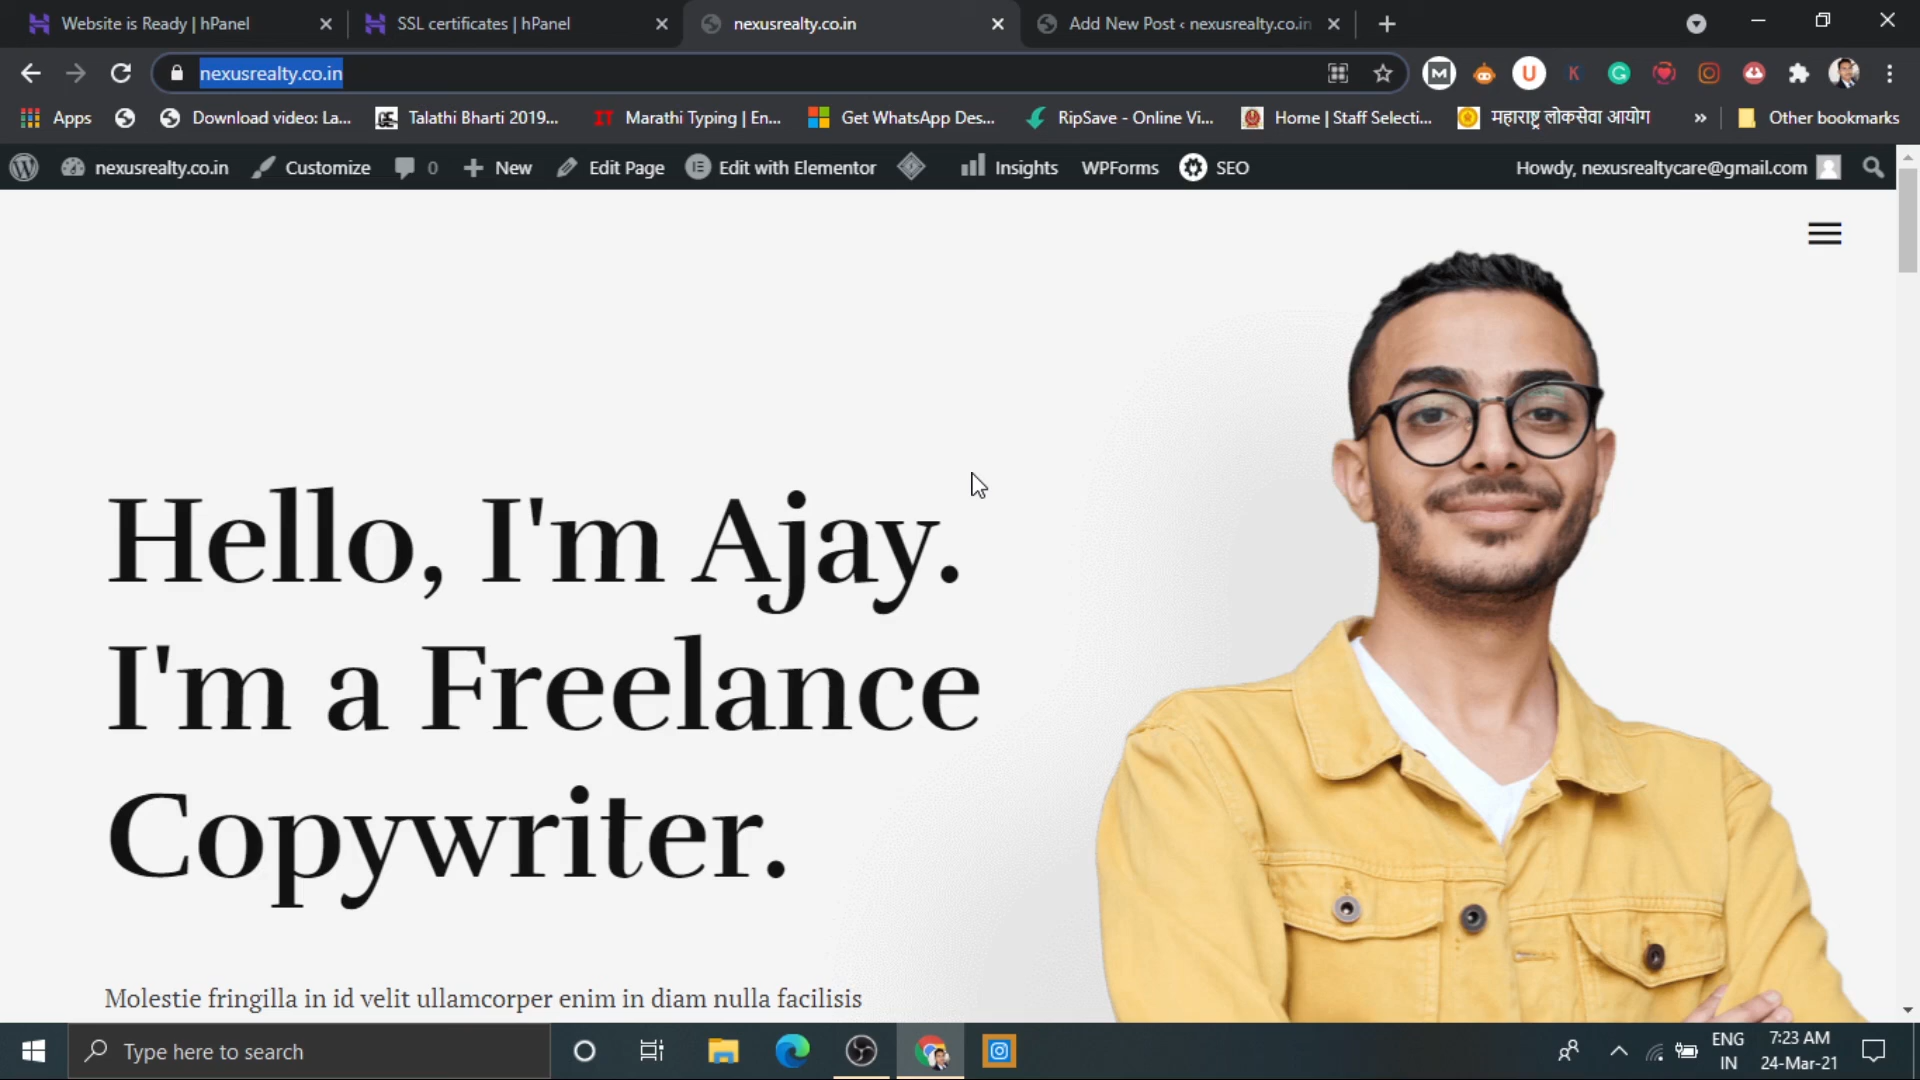 Website is Ready | hPanel
SSL certificates | hPanel
nexusrealty.co.in
Add New Post ‹ nexusrealty.co.in
nexusrealty.co.in
Apps
Download video: La...
Talathi Bharti 2019...
Marathi Typing | En...
Get WhatsApp Des...
RipSave - Online Vi...
Home | Staff Selecti...
महाराष्ट्र लोकसेवा आयोग
»
Other bookmarks
nexusrealty.co.in
Customize
0
New
Edit Page
Edit with Elementor
Insights
WPForms
SEO
Howdy, nexusrealtycare@gmail.com
Hello, I'm Ajay.
I'm a Freelance
Copywriter.
Molestie fringilla in id velit ullamcorper enim in diam nulla facilisis
Type here to search
ENG
IN
7:23 AM
24-Mar-21